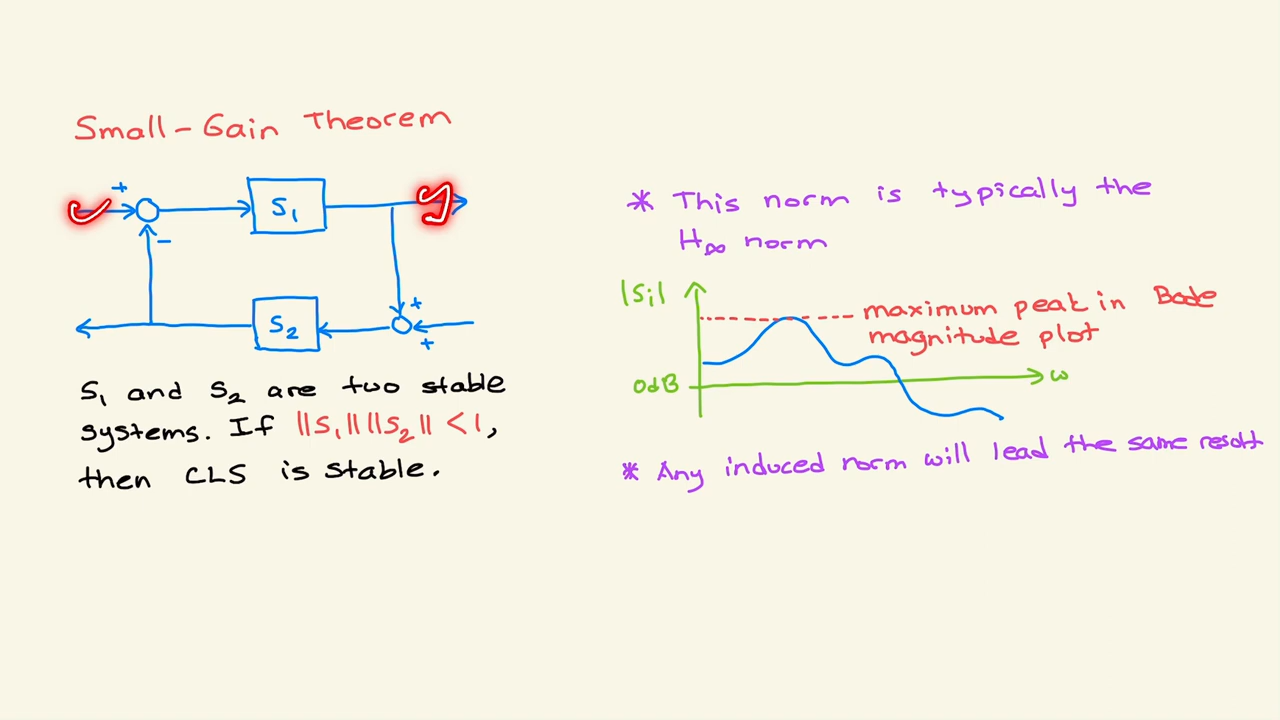 Small-Gain Theorem
+
u
S₁
y
-
+
S₂
+
S₁ and S₂ are two stable
systems. If ||S₁|| ||S₂|| < 1,
then CLS is stable.
* This norm is typically the
H∞ norm
|Sᵢ|
maximum peak in Bode
magnitude plot
0dB
ω
* Any induced norm will lead the same result